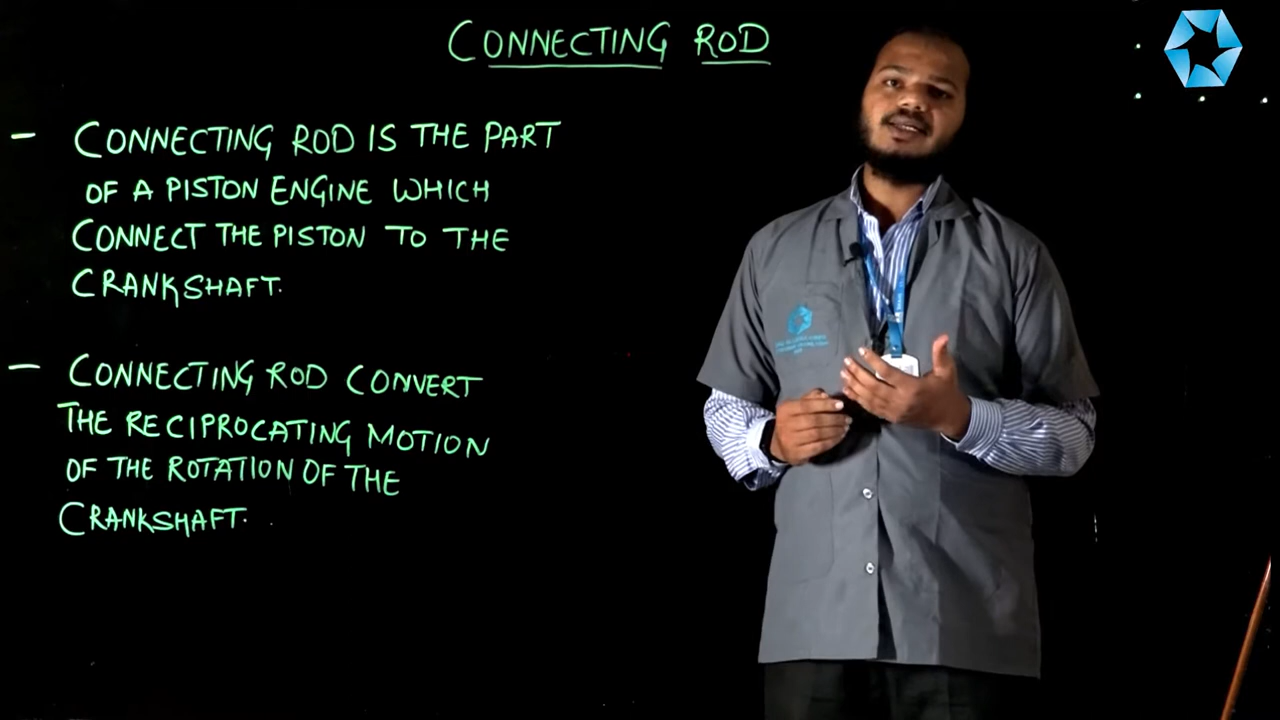 CONNECTING ROD
- CONNECTING ROD IS THE PART
OF A PISTON ENGINE WHICH
CONNECT THE PISTON TO THE
CRANKSHAFT.
- CONNECTING ROD CONVERT
THE RECIPROCATING MOTION
OF THE ROTATION OF THE
CRANKSHAFT.